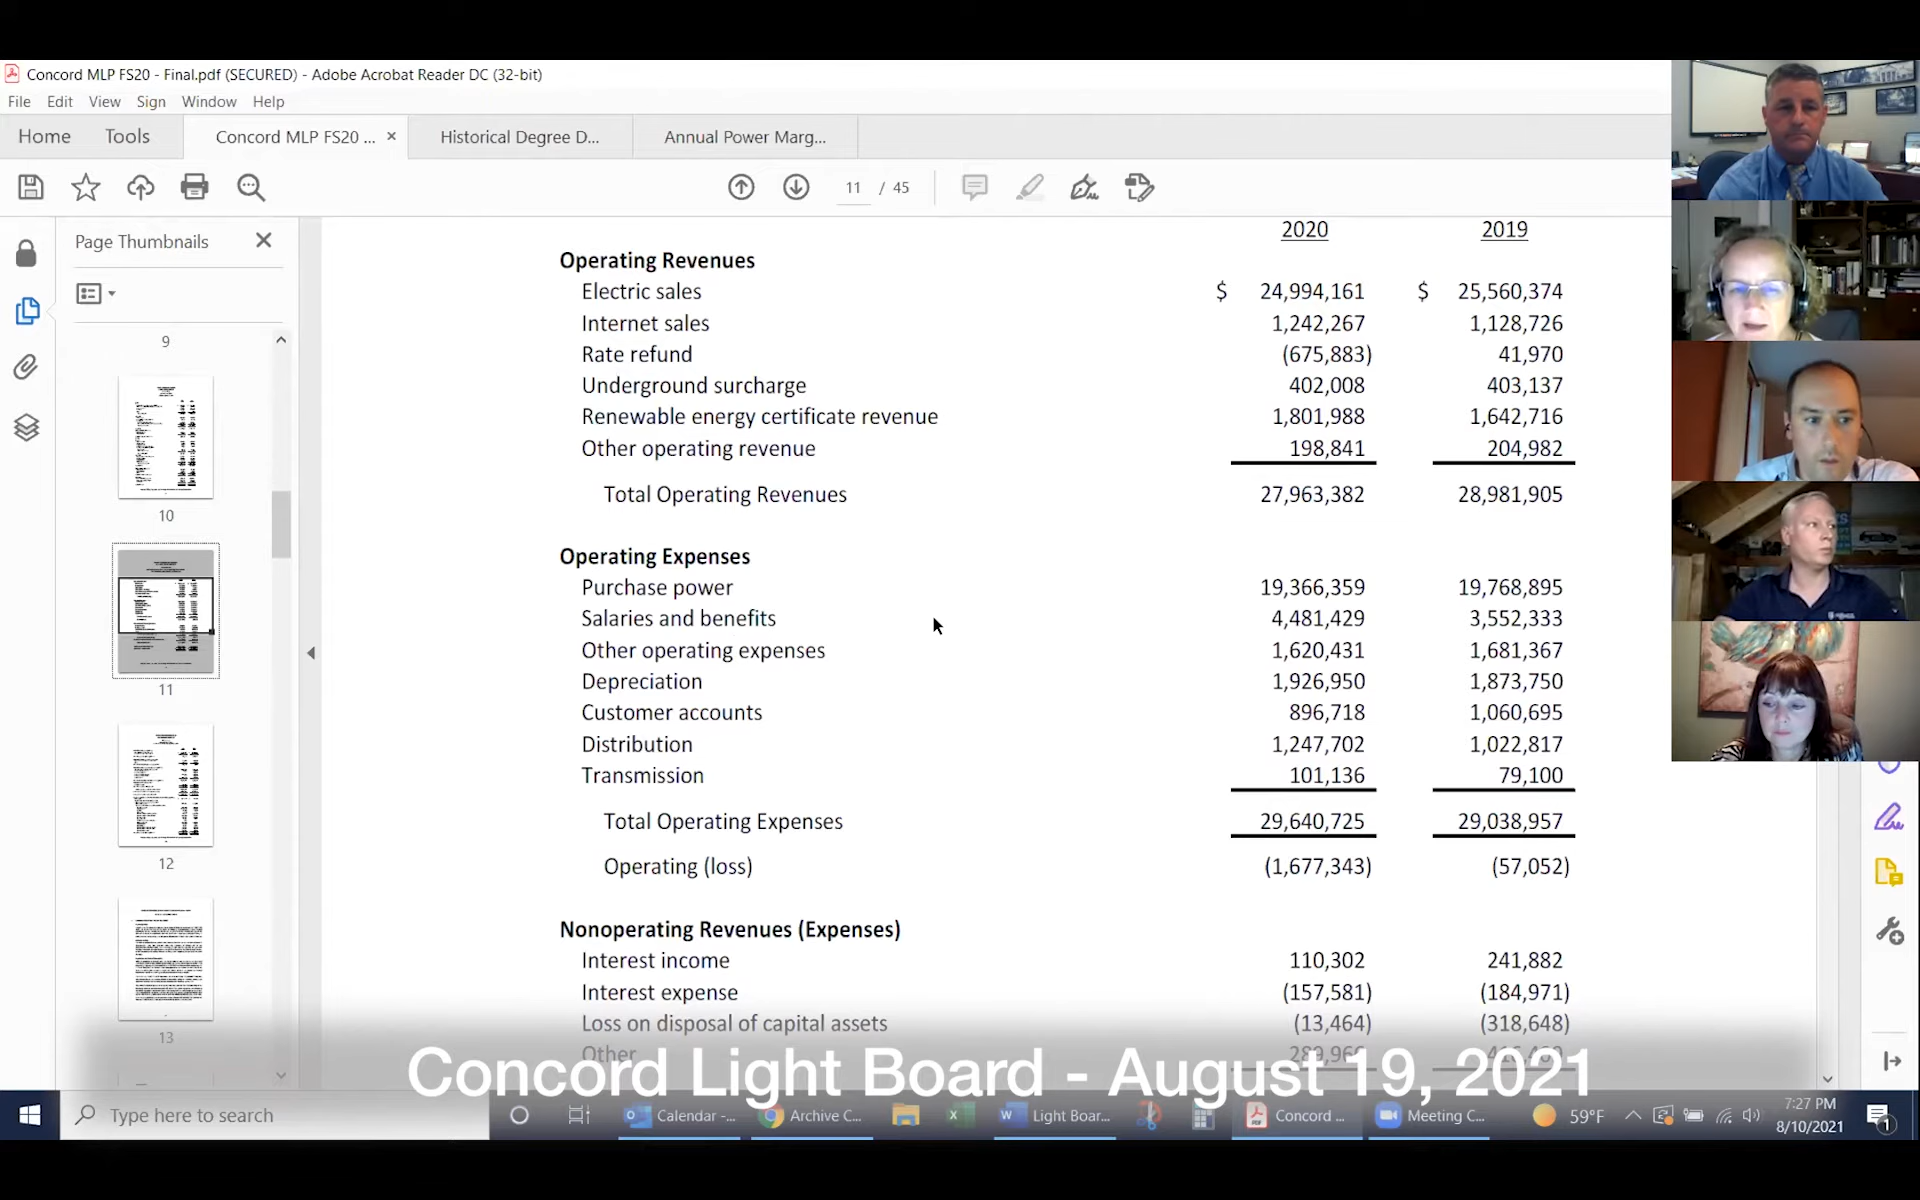 Concord MLP FS20 - Final.pdf (SECURED) - Adobe Acrobat Reader DC (32-bit)
File Edit View Sign Window Help
Home Tools Concord MLP FS20 ... × Historical Degree D... Annual Power Marg...
11 / 45
Page Thumbnails
9
10
11
12
13
2020 2019
Operating Revenues
Electric sales $ 24,994,161 $ 25,560,374
Internet sales 1,242,267 1,128,726
Rate refund (675,883) 41,970
Underground surcharge 402,008 403,137
Renewable energy certificate revenue 1,801,988 1,642,716
Other operating revenue 198,841 204,982
Total Operating Revenues 27,963,382 28,981,905
Operating Expenses
Purchase power 19,366,359 19,768,895
Salaries and benefits 4,481,429 3,552,333
Other operating expenses 1,620,431 1,681,367
Depreciation 1,926,950 1,873,750
Customer accounts 896,718 1,060,695
Distribution 1,247,702 1,022,817
Transmission 101,136 79,100
Total Operating Expenses 29,640,725 29,038,957
Operating (loss) (1,677,343) (57,052)
Nonoperating Revenues (Expenses)
Interest income 110,302 241,882
Interest expense (157,581) (184,971)
Loss on disposal of capital assets (13,464) (318,648)
Other
Concord Light Board - August 19, 2021
Type here to search
Calendar -... Archive C... Light Boar... Concord ... Meeting C... 59°F
7:27 PM
8/10/2021
1